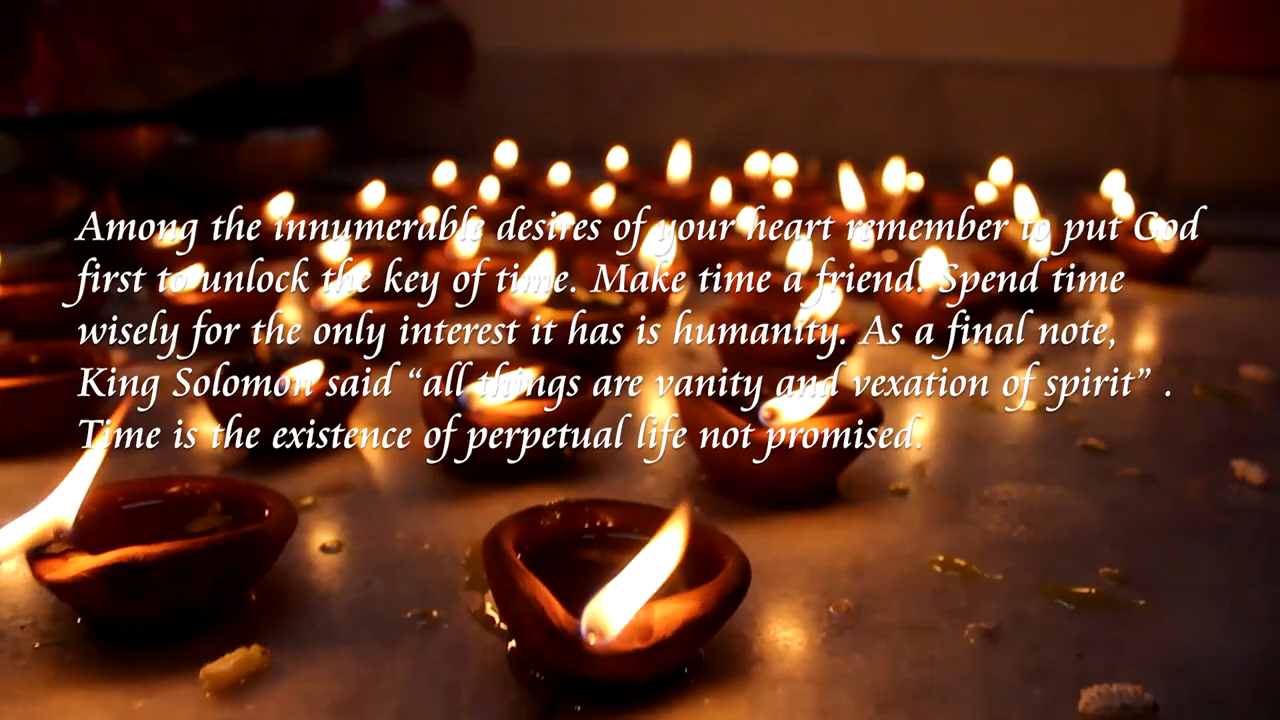 Among the innumerable desires of your heart remember to put God
first to unlock the key of time. Make time a friend. Spend time
wisely for the only interest it has is humanity. As a final note,
King Solomon said “all things are vanity and vexation of spirit” .
Time is the existence of perpetual life not promised.